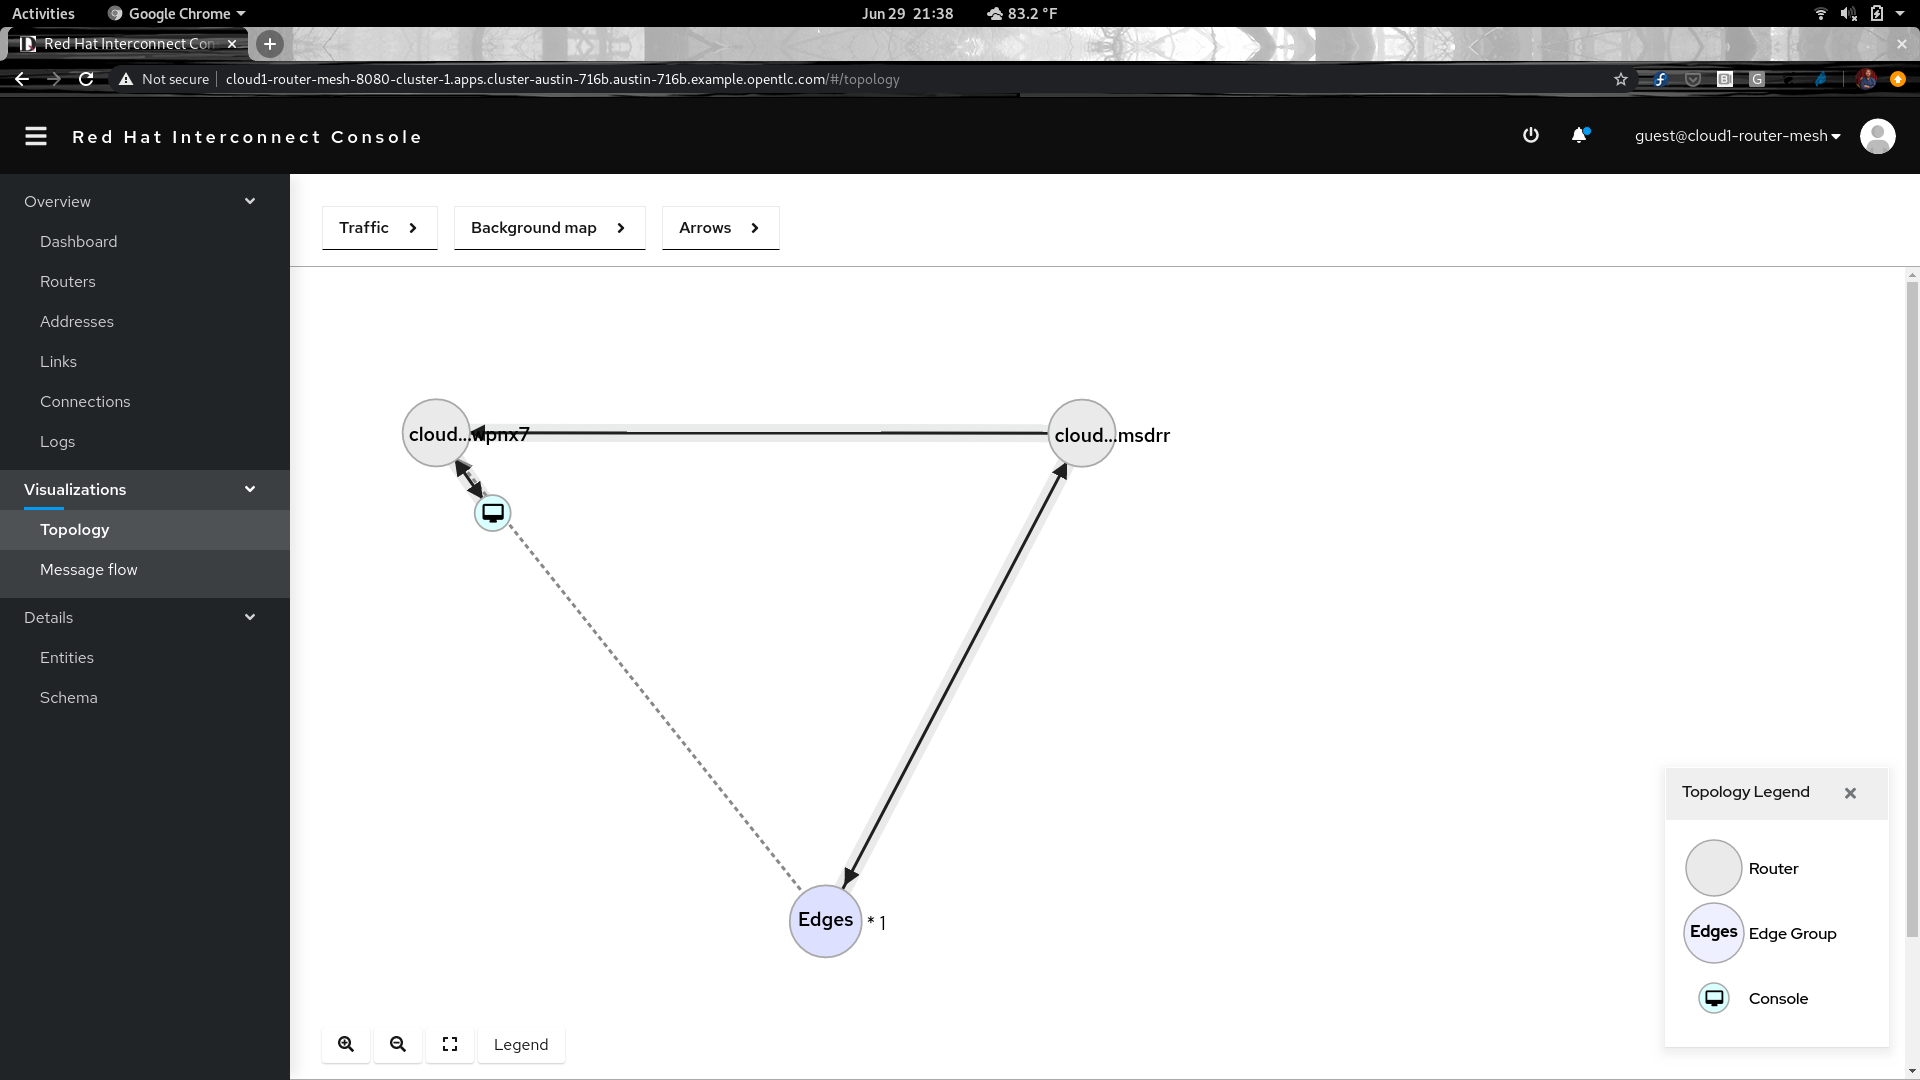 Activities
Google Chrome
Jun 29 21:38
83.2 °F
Red Hat Interconnect Con
Not secure
cloud1-router-mesh-8080-cluster-1.apps.cluster-austin-716b.austin-716b.example.opentlc.com/#/topology
Red Hat Interconnect Console
guest@cloud1-router-mesh
Overview
Dashboard
Routers
Addresses
Links
Connections
Logs
Visualizations
Topology
Message flow
Details
Entities
Schema
Traffic
Background map
Arrows
cloud...wpnx7
cloud...msdrr
Edges * 1
Topology Legend
Router
Edges Edge Group
Console
Legend